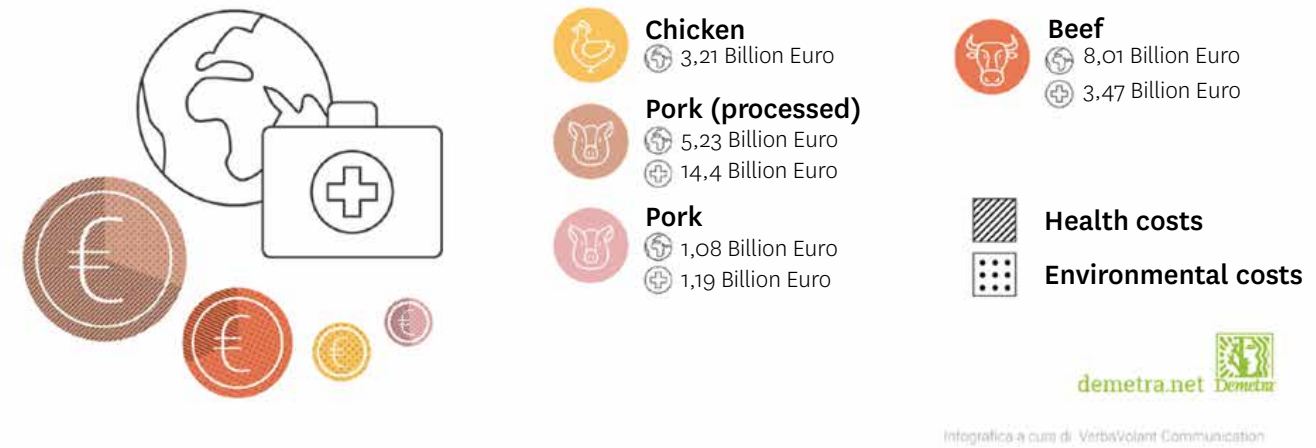 Chicken
3,21 Billion Euro
Pork (processed)
5,23 Billion Euro
14,4 Billion Euro
Pork
1,08 Billion Euro
1,19 Billion Euro
Beef
8,01 Billion Euro
3,47 Billion Euro
Health costs
Environmental costs
€
€
€
€
demetra.net Demetra
Infografica a cura di VerbaVolant Communication